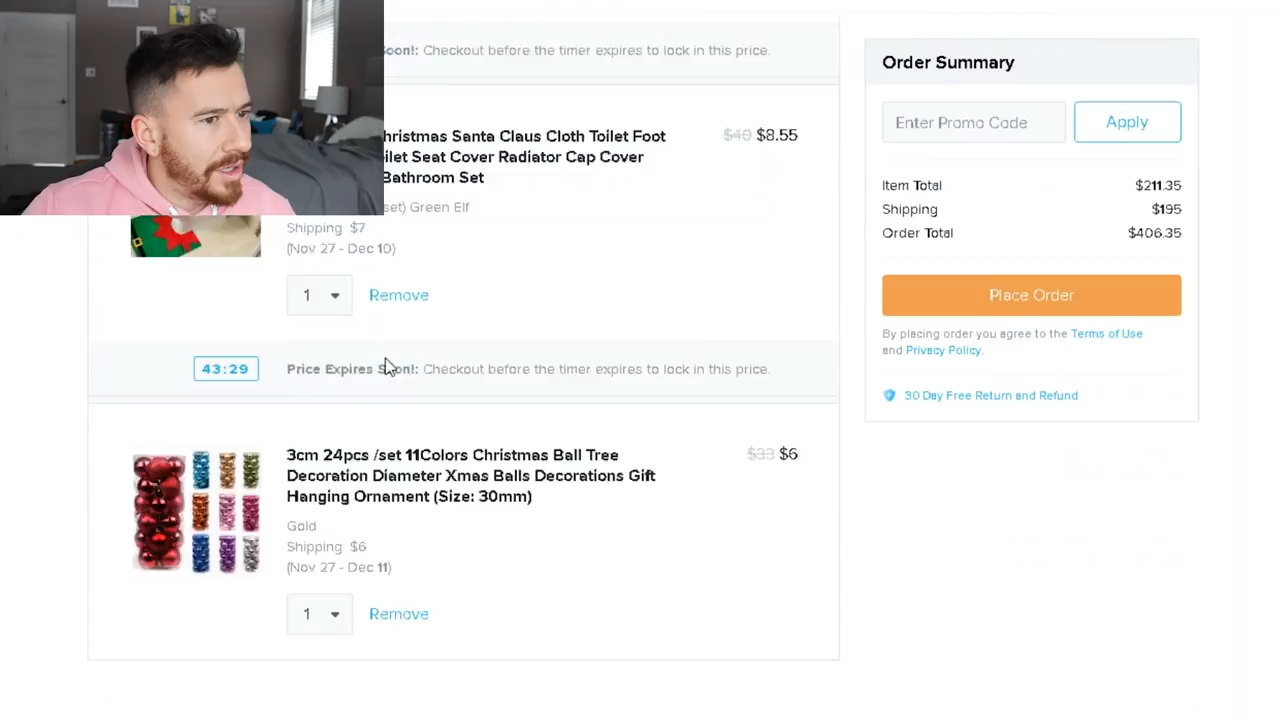 oon!: Checkout before the timer expires to lock in this price.
hristmas Santa Claus Cloth Toilet Foot
ilet Seat Cover Radiator Cap Cover
Bathroom Set
$40 $8.55
set) Green Elf
Shipping: $7
(Nov 27 - Dec 10)
1
Remove
43:29
Price Expires Soon!: Checkout before the timer expires to lock in this price.
3cm 24pcs /set 11Colors Christmas Ball Tree
Decoration Diameter Xmas Balls Decorations Gift
Hanging Ornament (Size: 30mm)
$33 $6
Gold
Shipping: $6
(Nov 27 - Dec 11)
1
Remove
Order Summary
Enter Promo Code
Apply
Item Total $211.35
Shipping $195
Order Total $406.35
Place Order
By placing order you agree to the Terms of Use
and Privacy Policy.
30 Day Free Return and Refund